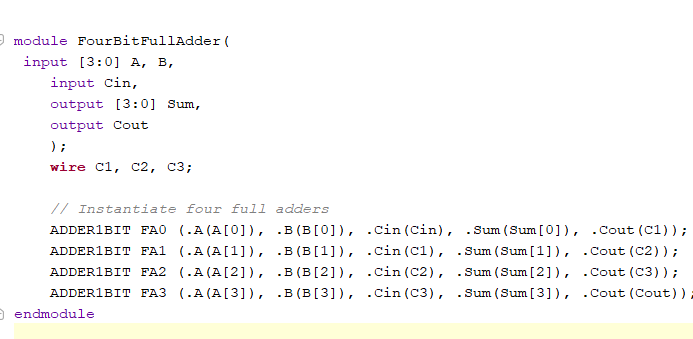 module FourBitFullAdder(
input [3:0] A, B,
input Cin,
output [3:0] Sum,
output Cout
);
wire C1, C2, C3;
// Instantiate four full adders
ADDER1BIT FA0 (.A(A[0]), .B(B[0]), .Cin(Cin), .Sum(Sum[0]), .Cout(C1));
ADDER1BIT FA1 (.A(A[1]), .B(B[1]), .Cin(C1), .Sum(Sum[1]), .Cout(C2));
ADDER1BIT FA2 (.A(A[2]), .B(B[2]), .Cin(C2), .Sum(Sum[2]), .Cout(C3));
ADDER1BIT FA3 (.A(A[3]), .B(B[3]), .Cin(C3), .Sum(Sum[3]), .Cout(Cout));
endmodule